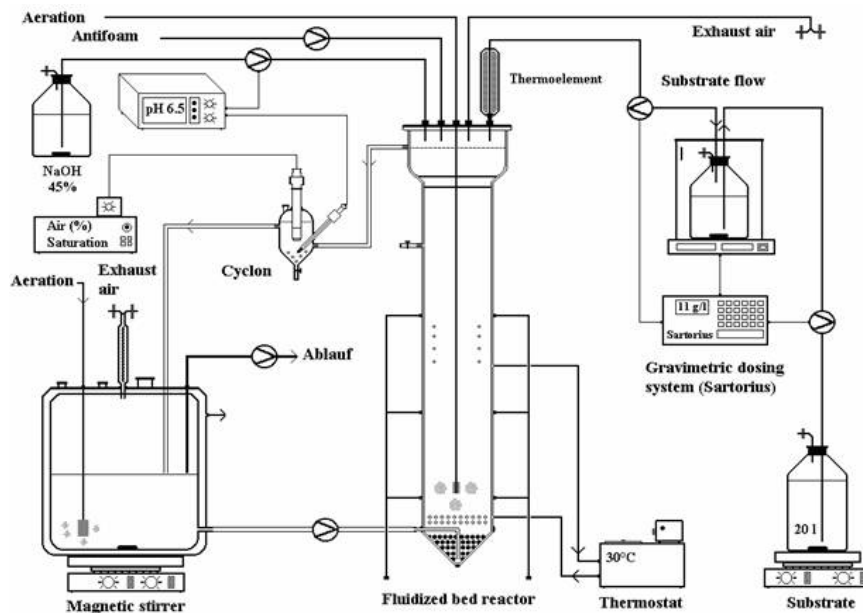 Aeration
Antifoam
Exhaust air
Thermoelement
Substrate flow
pH 6.5
NaOH
45%
Air (%)
Saturation
Cyclon
Exhaust
air
Aeration
Ablauf
11 g/l
Sartorius
Gravimetric dosing
system (Sartorius)
20 l
30°C
Magnetic stirrer
Fluidized bed reactor
Thermostat
Substrate